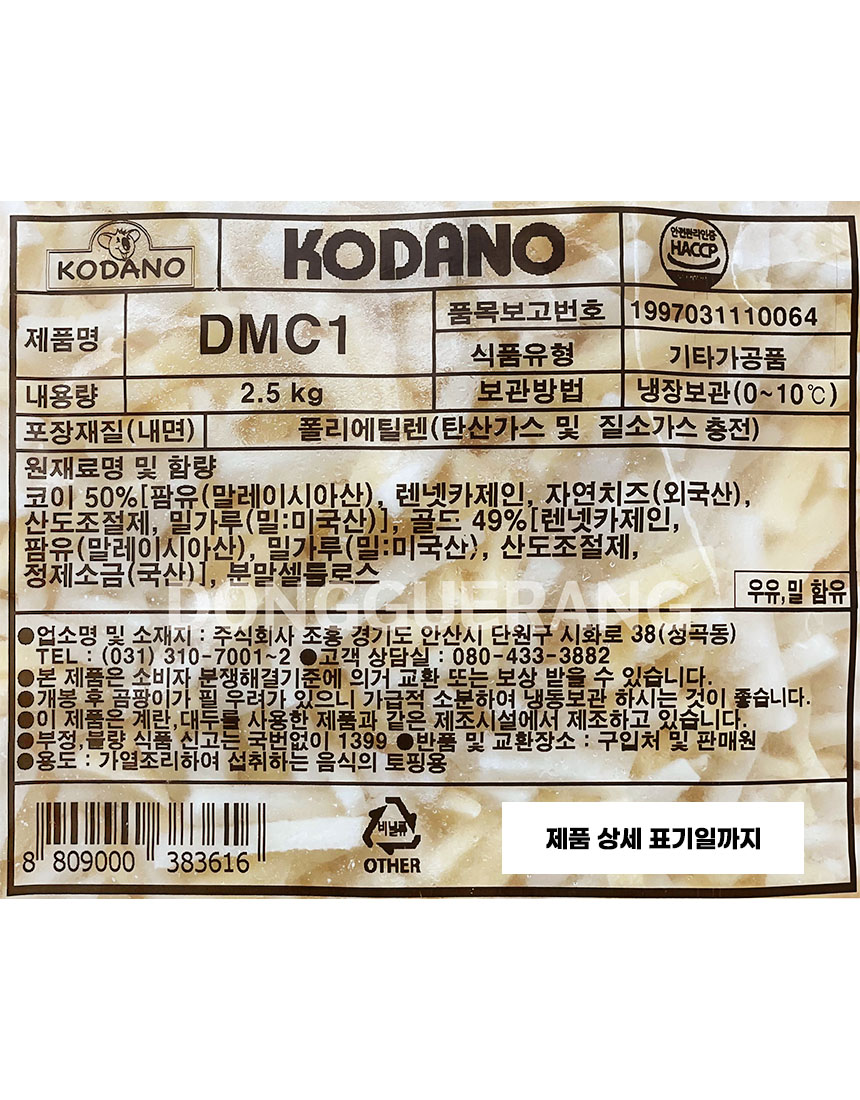 KODANO
KODANO
안전관리인증
HACCP
제품명
DMC1
품목보고번호
1997031110064
식품유형
기타가공품
내용량
2.5 kg
보관방법
냉장보관(0~10℃)
포장재질(내면)
폴리에틸렌(탄산가스 및 질소가스 충전)
원재료명 및 함량
코이 50%[팜유(말레이시아산), 렌넷카제인, 자연치즈(외국산),
산도조절제, 밀가루(밀:미국산)], 골드 49%[렌넷카제인,
팜유(말레이시아산), 밀가루(밀:미국산), 산도조절제,
정제소금(국산)], 분말셀룰로스
우유,밀 함유
DONGGUERANG
●업소명 및 소재지 : 주식회사 조흥 경기도 안산시 단원구 시화로 38(성곡동)
TEL : (031) 310-7001~2 ●고객 상담실 : 080-433-3882
●본 제품은 소비자 분쟁해결기준에 의거 교환 또는 보상 받을 수 있습니다.
●개봉 후 곰팡이가 필 우려가 있으니 가급적 소분하여 냉동보관 하시는 것이 좋습니다.
●이 제품은 계란,대두를 사용한 제품과 같은 제조시설에서 제조하고 있습니다.
●부정,불량 식품 신고는 국번없이 1399 ●반품 및 교환장소 : 구입처 및 판매원
●용도 : 가열조리하여 섭취하는 음식의 토핑용
8 809000 383616
비닐류
OTHER
제품 상세 표기일까지